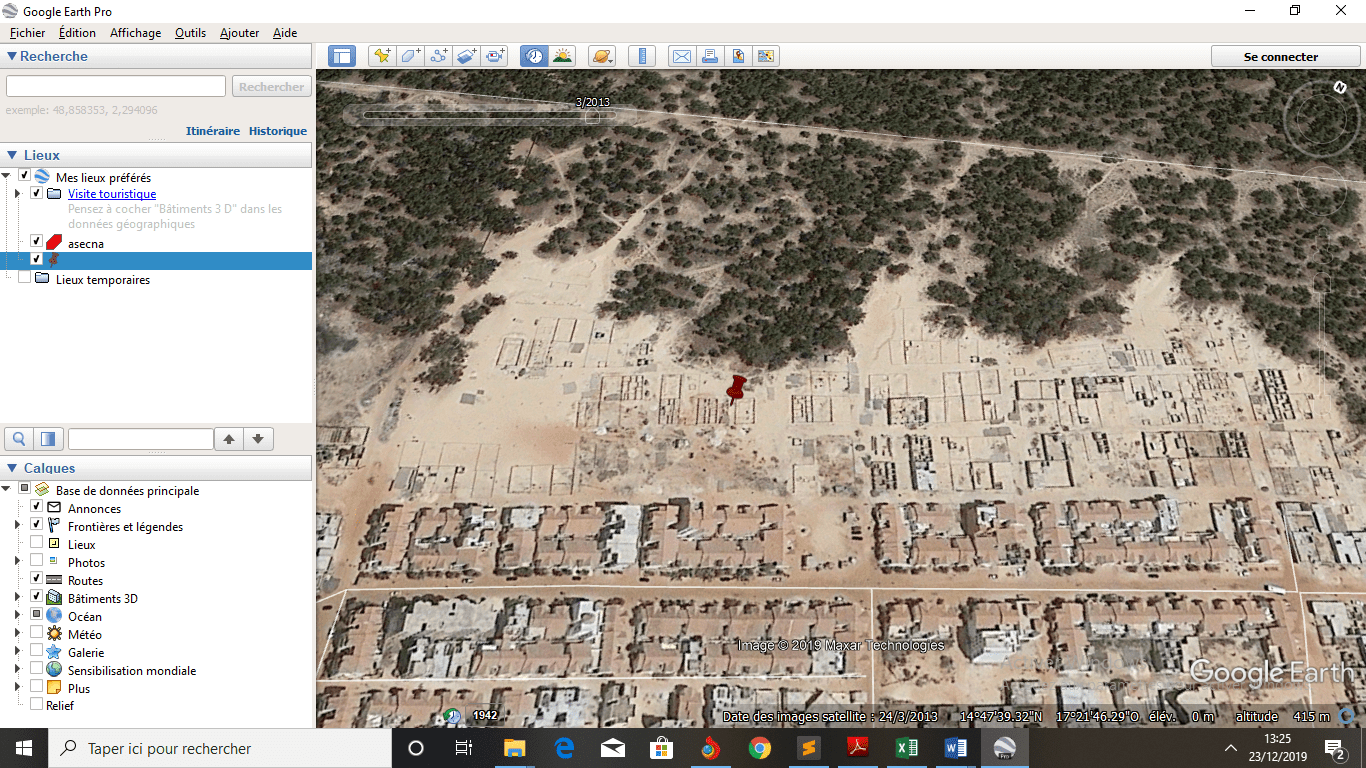 Google Earth Pro
Fichier Édition Affichage Outils Ajouter Aide
Recherche
Rechercher
exemple: 48,858353, 2,294096
Itinéraire Historique
Lieux
Mes lieux préférés
Visite touristique
Pensez à cocher "Bâtiments 3 D" dans les
données géographiques
asecna
Lieux temporaires
Calques
Base de données principale
Annonces
Frontières et légendes
Lieux
Photos
Routes
Bâtiments 3D
Océan
Météo
Galerie
Sensibilisation mondiale
Plus
Relief
Se connecter
3/2013
N
Image © 2019 Maxar Technologies
Google Earth
1942
Date des images satellite : 24/3/2013 14°47'39.32"N 17°21'46.29"O élév. 0 m altitude 415 m
Taper ici pour rechercher
13:25
23/12/2019
2